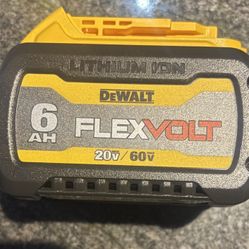 LITHIUM ION
DEWALT
6
AH
FLEXVOLT
20V/60V